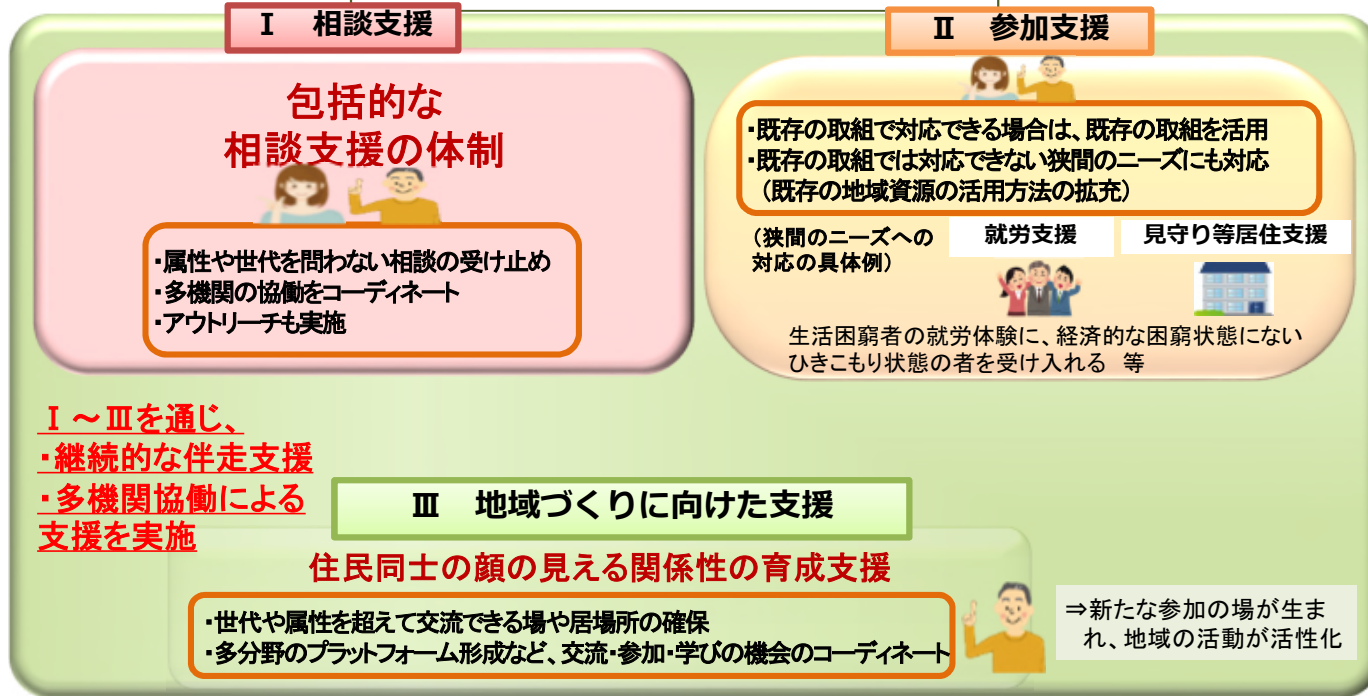 Ⅰ 相談支援
包括的な
相談支援の体制
・属性や世代を問わない相談の受け止め
・多機関の協働をコーディネート
・アウトリーチも実施
Ⅱ 参加支援
・既存の取組で対応できる場合は、既存の取組を活用
・既存の取組では対応できない狭間のニーズにも対応
（既存の地域資源の活用方法の拡充）
（狭間のニーズへの
対応の具体例）
就労支援
見守り等居住支援
生活困窮者の就労体験に、経済的な困窮状態にない
ひきこもり状態の者を受け入れる 等
Ⅰ～Ⅲを通じ、
・継続的な伴走支援
・多機関協働による
支援を実施
Ⅲ 地域づくりに向けた支援
住民同士の顔の見える関係性の育成支援
・世代や属性を超えて交流できる場や居場所の確保
・多分野のプラットフォーム形成など、交流・参加・学びの機会のコーディネート
⇒新たな参加の場が生ま
れ、地域の活動が活性化